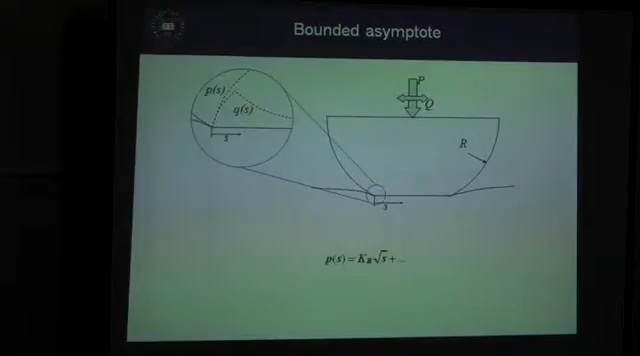 Bounded asymptote
p(s)
q(s)
s
P
Q
R
s
p(s) = K_B√s + ...